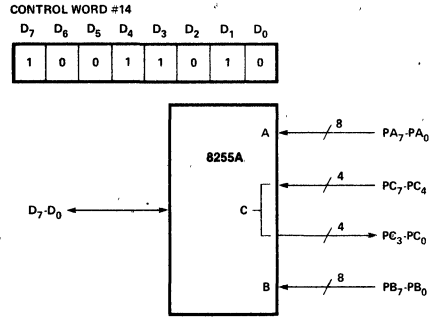 CONTROL WORD #14
D7 D6 D5 D4 D3 D2 D1 D0
1 0 0 1 1 0 1 0
8255A
A 8 PA7-PA0
4 PC7-PC4
D7-D0 C
4 PC3-PC0
B 8 PB7-PB0